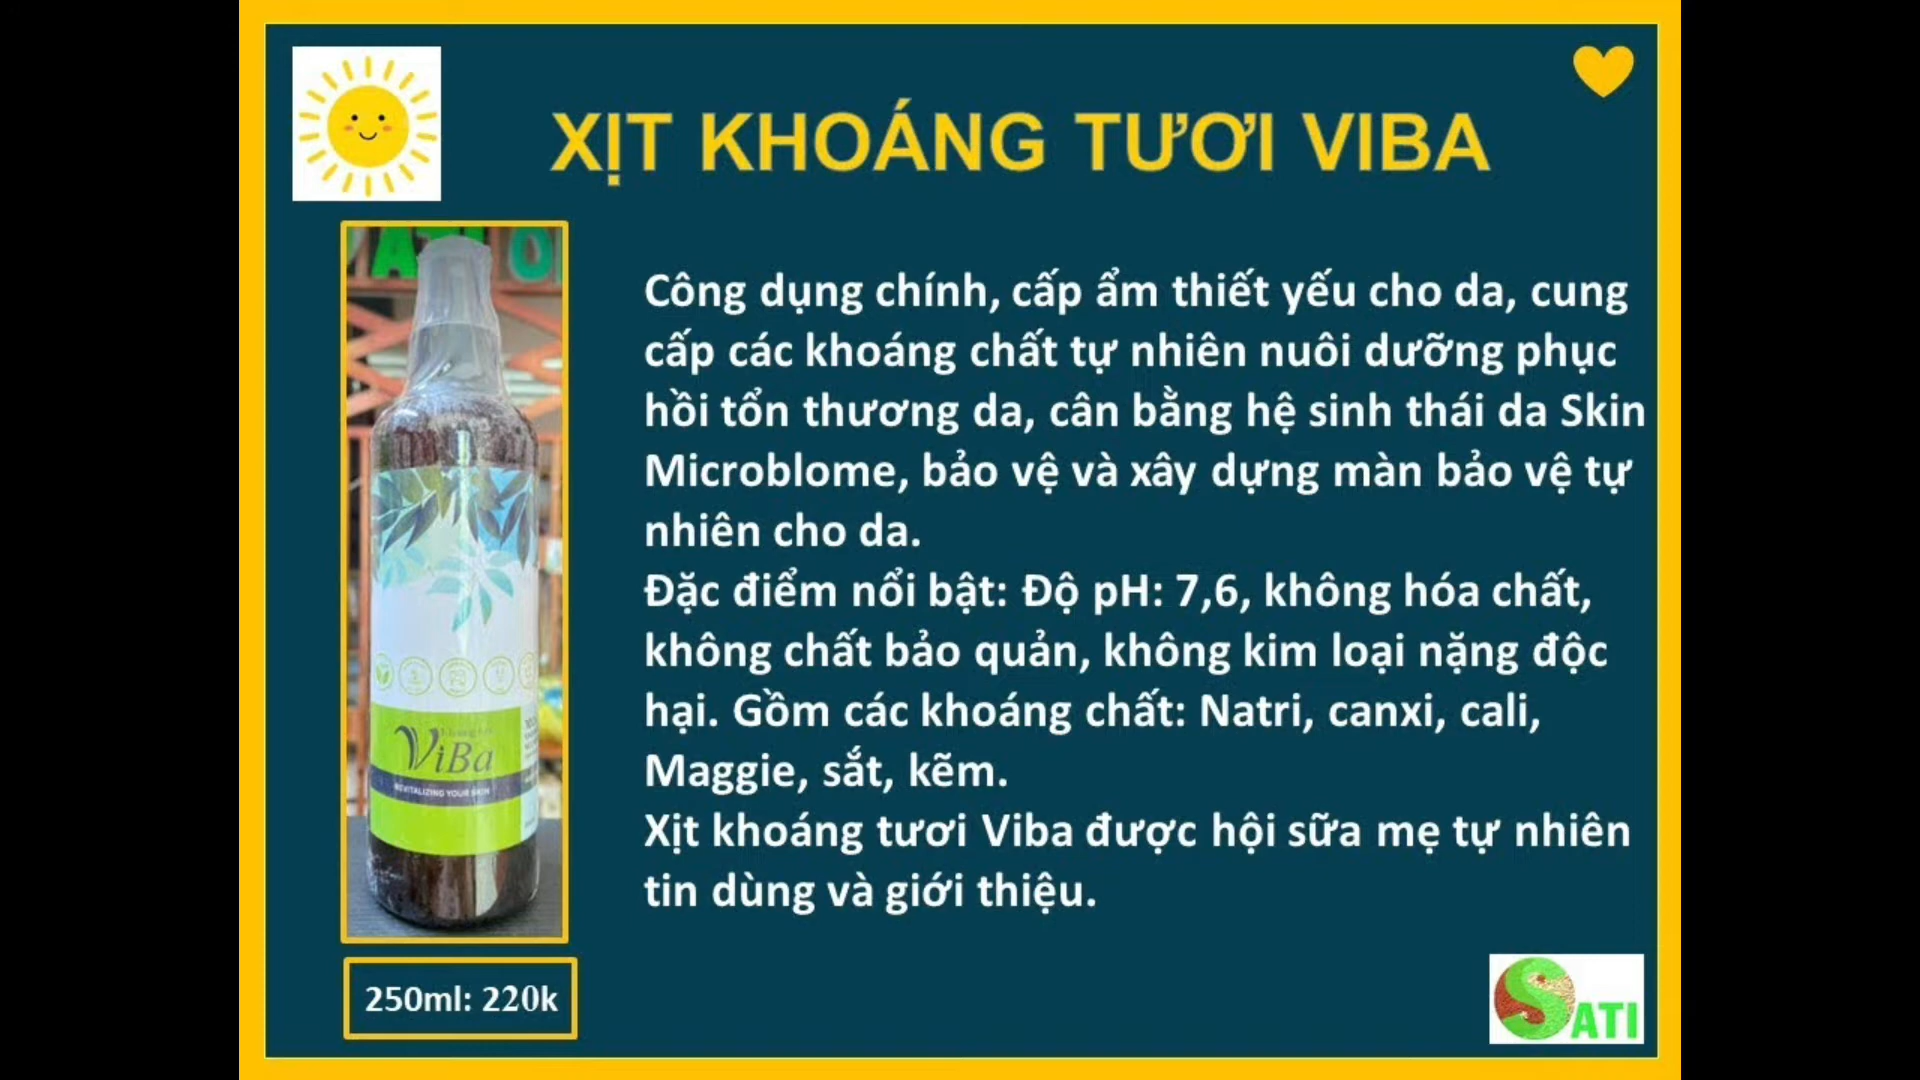 XỊT KHOÁNG TƯƠI VIBA
Công dụng chính, cấp ẩm thiết yếu cho da, cung
cấp các khoáng chất tự nhiên nuôi dưỡng phục
hồi tổn thương da, cân bằng hệ sinh thái da Skin
Microblome, bảo vệ và xây dựng màn bảo vệ tự
nhiên cho da.
Đặc điểm nổi bật: Độ pH: 7,6, không hóa chất,
không chất bảo quản, không kim loại nặng độc
hại. Gồm các khoáng chất: Natri, canxi, cali,
Maggie, sắt, kẽm.
Xịt khoáng tươi Viba được hội sữa mẹ tự nhiên
tin dùng và giới thiệu.
ViBa
REVITALIZING YOUR SKIN
250ml: 220k
SATI